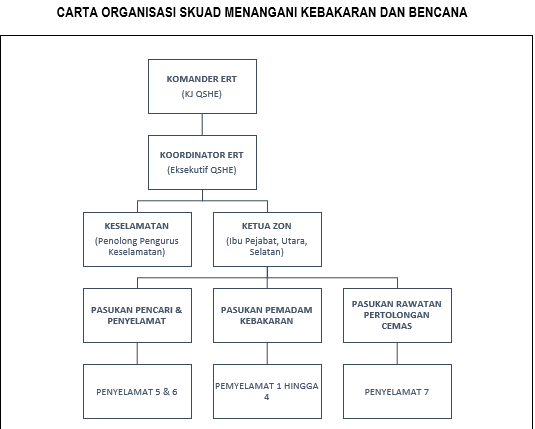 CARTA ORGANISASI SKUAD MENANGANI KEBAKARAN DAN BENCANA
KOMANDER ERT
(KJ QSHE)
KOORDINATOR ERT
(Eksekutif QSHE)
KESELAMATAN
(Penolong Pengurus
Keselamatan)
KETUA ZON
(Ibu Pejabat, Utara,
Selatan)
PASUKAN PENCARI &
PENYELAMAT
PASUKAN PEMADAM
KEBAKARAN
PASUKAN RAWATAN
PERTOLONGAN
CEMAS
PENYELAMAT 5 & 6
PEMYELAMAT 1 HINGGA
4
PENYELAMAT 7